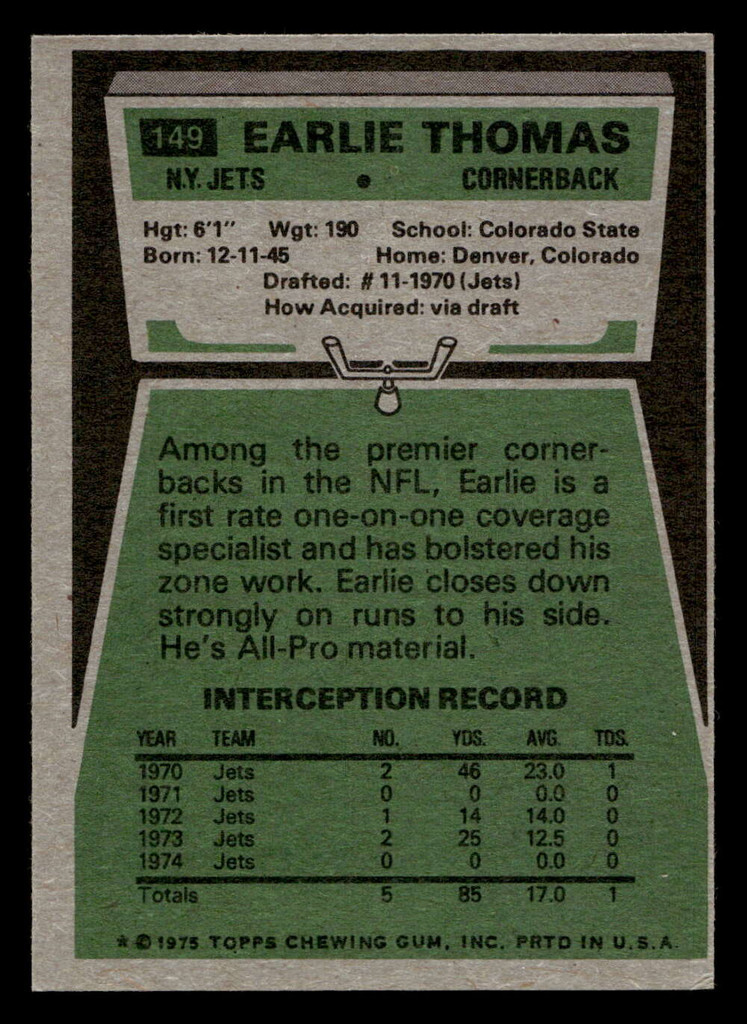 149 EARLIE THOMAS
N.Y. JETS • CORNERBACK
Hgt: 6'1" Wgt: 190 School: Colorado State
Born: 12-11-45 Home: Denver, Colorado
Drafted: # 11-1970 (Jets)
How Acquired: via draft
Among the premier corner-
backs in the NFL, Earlie is a
first rate one-on-one coverage
specialist and has bolstered his
zone work. Earlie closes down
strongly on runs to his side.
He's All-Pro material.
INTERCEPTION RECORD
YEAR TEAM NO. YDS. AVG. TDS.
1970 Jets 2 46 23.0 1
1971 Jets 0 0 0.0 0
1972 Jets 1 14 14.0 0
1973 Jets 2 25 12.5 0
1974 Jets 0 0 0.0 0
Totals 5 85 17.0 1
* © 1975 TOPPS CHEWING GUM, INC. PRTD IN U.S.A.